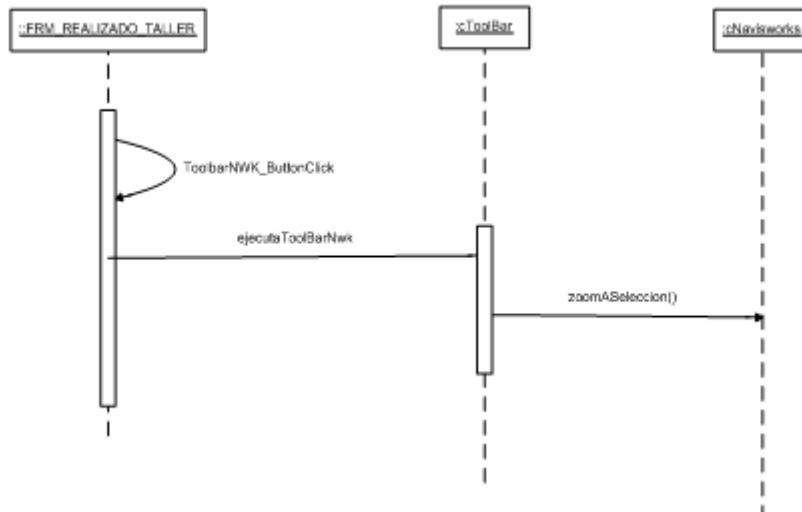 ::FRM_REALIZADO_TALLER
:cToolBar
:cNavisworks
ToolbarNWK_ButtonClick
ejecutaToolBarNwk
zoomASeleccion()